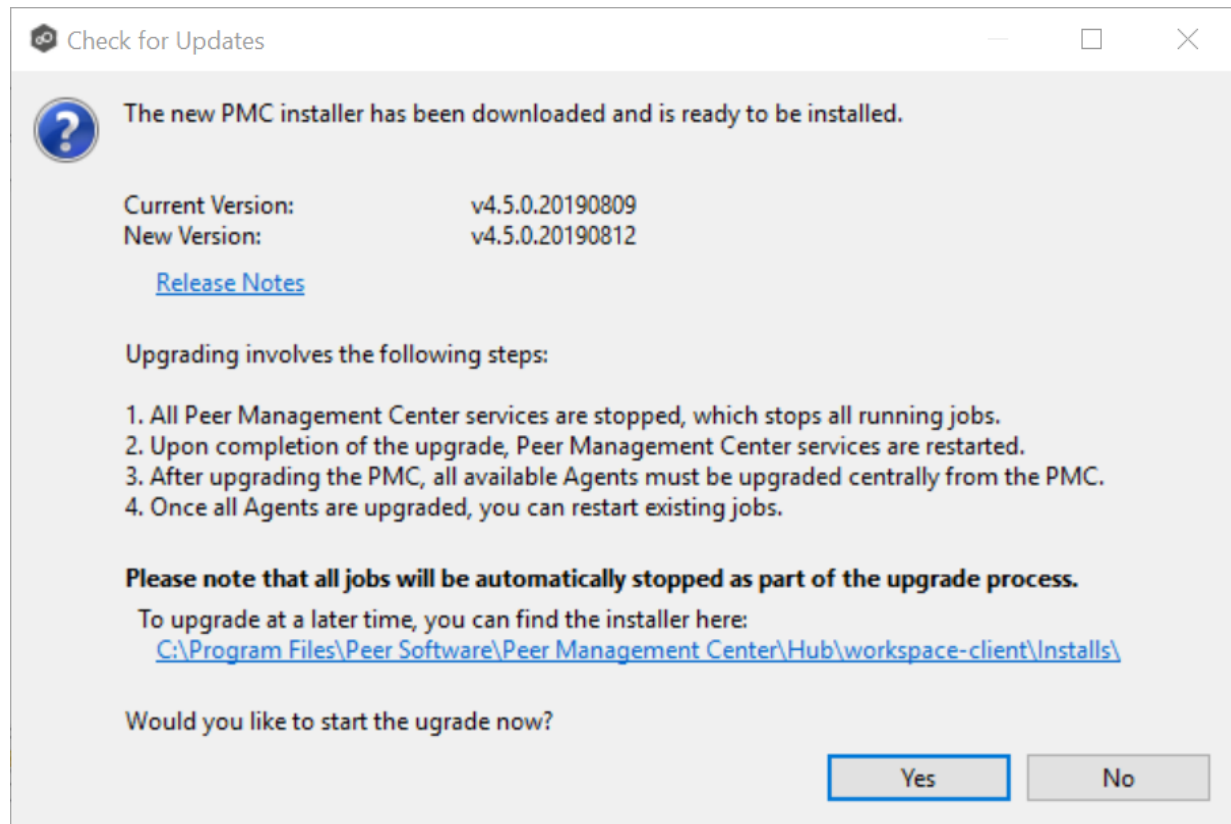 Check for Updates
The new PMC installer has been downloaded and is ready to be installed.
Current Version: v4.5.0.20190809
New Version: v4.5.0.20190812
Release Notes
Upgrading involves the following steps:
1. All Peer Management Center services are stopped, which stops all running jobs.
2. Upon completion of the upgrade, Peer Management Center services are restarted.
3. After upgrading the PMC, all available Agents must be upgraded centrally from the PMC.
4. Once all Agents are upgraded, you can restart existing jobs.
Please note that all jobs will be automatically stopped as part of the upgrade process.
To upgrade at a later time, you can find the installer here:
C:\Program Files\Peer Software\Peer Management Center\Hub\workspace-client\Installs\
Would you like to start the ugrade now?
Yes No